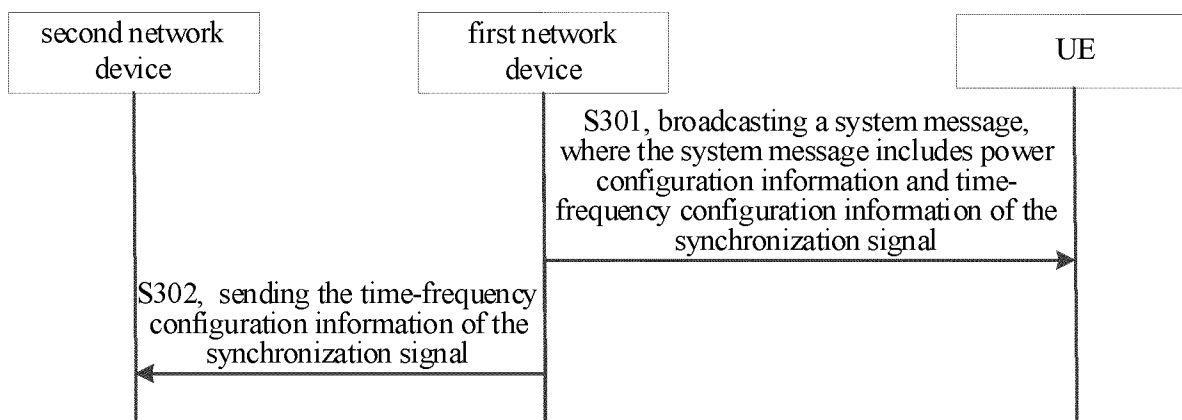 second network
device
first network
device
UE
S301, broadcasting a system message,
where the system message includes power
configuration information and time-
frequency configuration information of the
synchronization signal
S302, sending the time-frequency
configuration information of the
synchronization signal